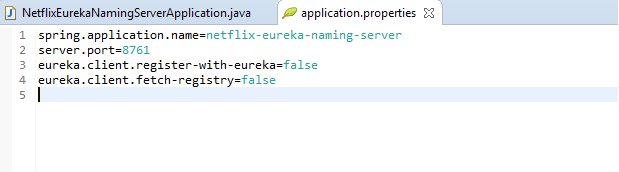 NetflixEurekaNamingServerApplication.java application.properties
1 spring.application.name=netflix-eureka-naming-server
2 server.port=8761
3 eureka.client.register-with-eureka=false
4 eureka.client.fetch-registry=false
5